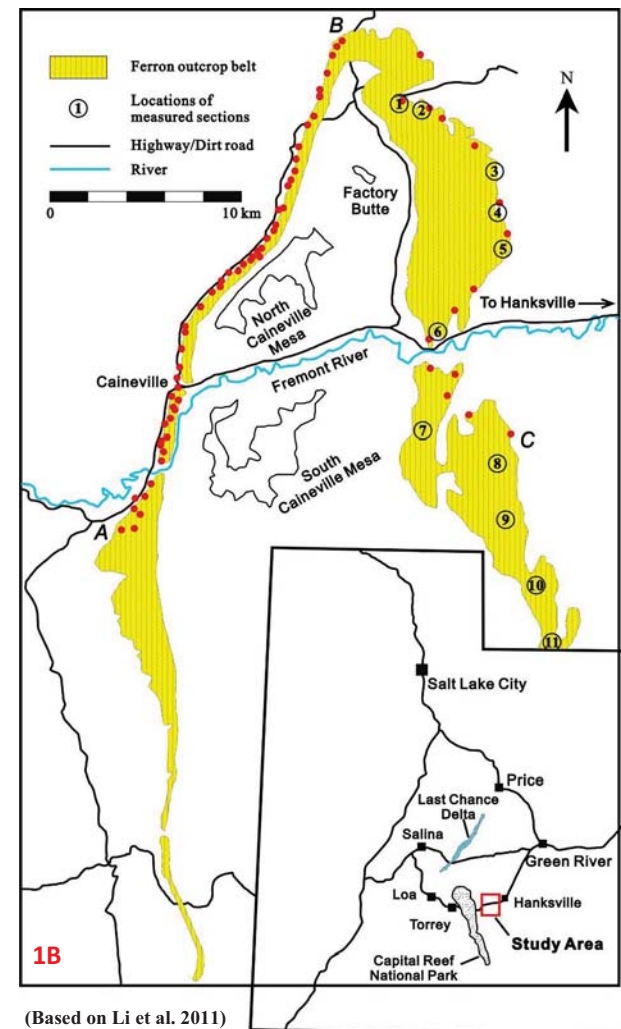 B
Ferron outcrop belt
1
Locations of
measured sections
Highway/Dirt road
River
0
10 km
N
1
2
3
4
5
6
Factory
Butte
North
Caineville
Mesa
To Hanksville
Caineville
Fremont River
South
Caineville Mesa
7
C
8
9
10
11
A
Salt Lake City
Price
Last Chance
Delta
Salina
Green River
Loa
Hanksville
Torrey
Study Area
Capital Reef
National Park
1B
(Based on Li et al. 2011)